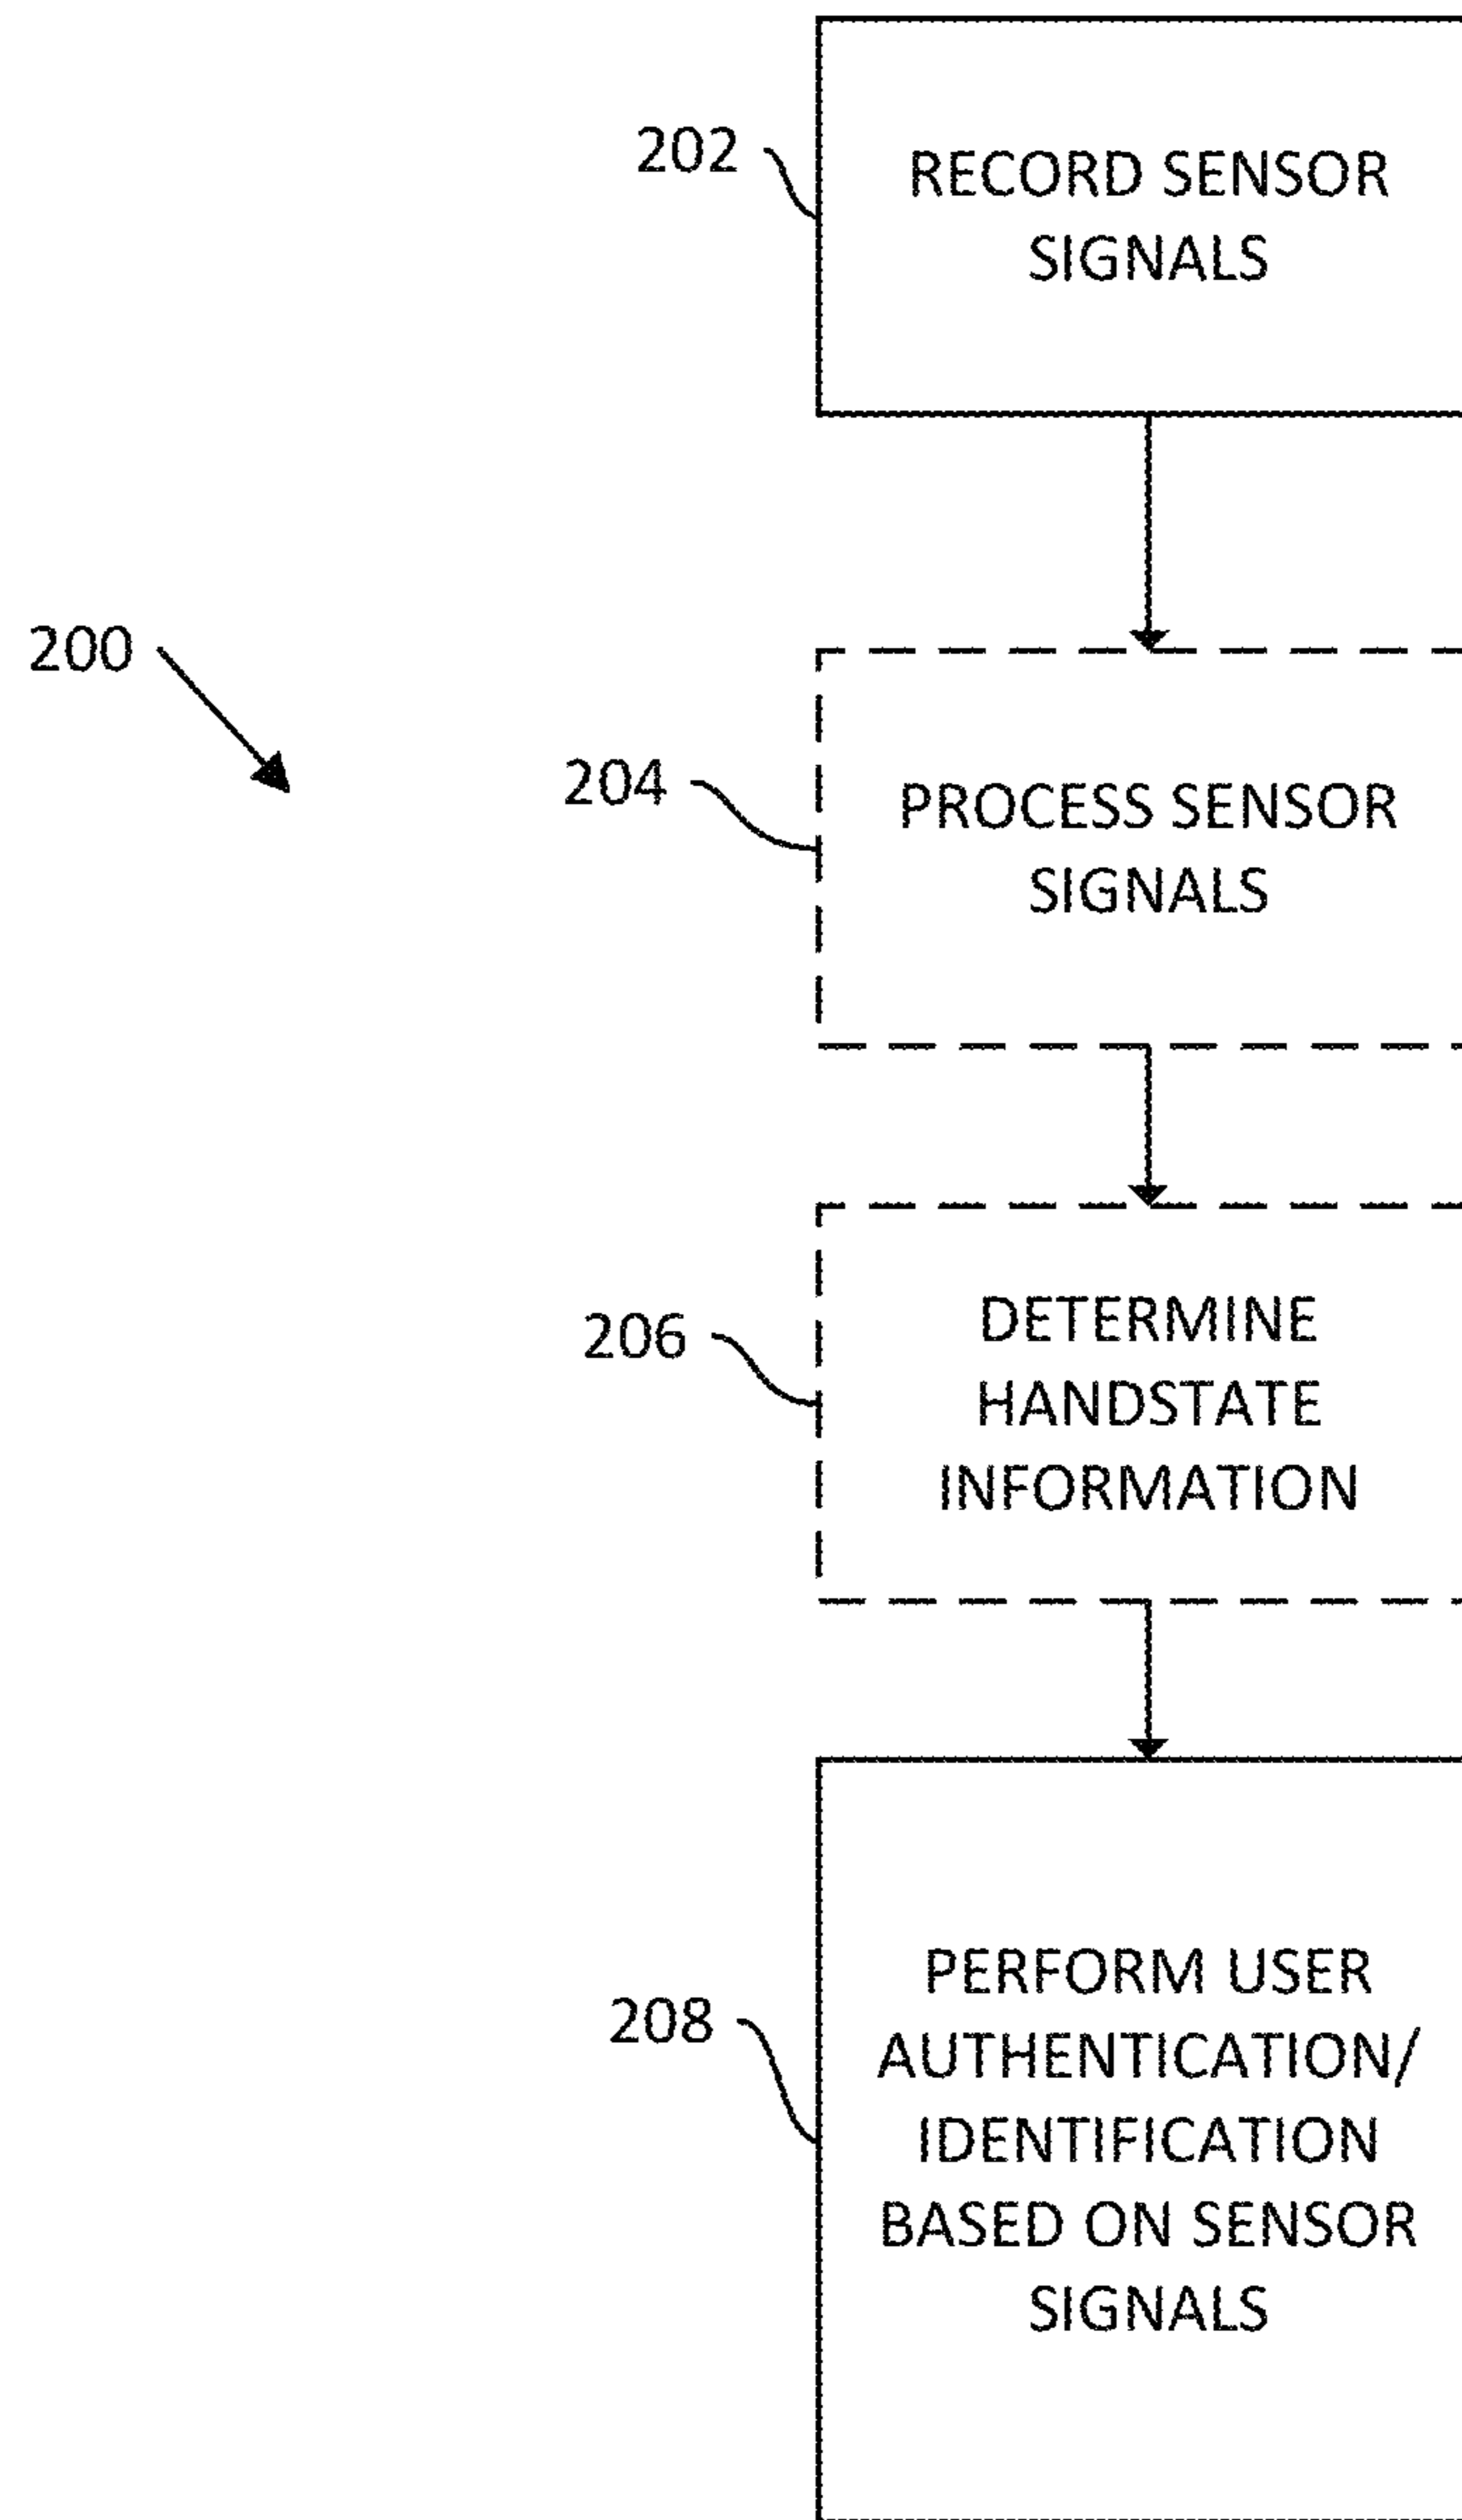 202
RECORD SENSOR
SIGNALS
200
204
PROCESS SENSOR
SIGNALS
206
DETERMINE
HANDSTATE
INFORMATION
208
PERFORM USER
AUTHENTICATION/
IDENTIFICATION
BASED ON SENSOR
SIGNALS